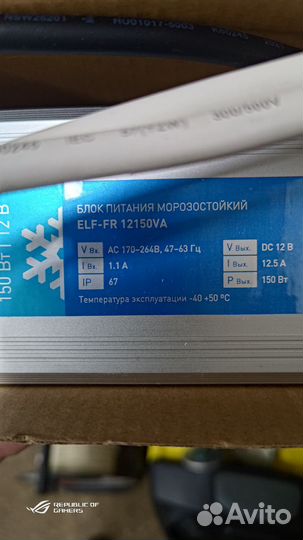 300/500V
150 Вт | 12 В
БЛОК ПИТАНИЯ МОРОЗОСТОЙКИЙ
ELF-FR 12150VA
V Вх. AC 170~264В, 47-63 Гц V Вых. DC 12 В
I Вх. 1.1 А I Вых. 12.5 А
IP 67 P Вых. 150 Вт
Температура эксплуатации -40 +50 °С
REPUBLIC OF
GAMERS
Avito